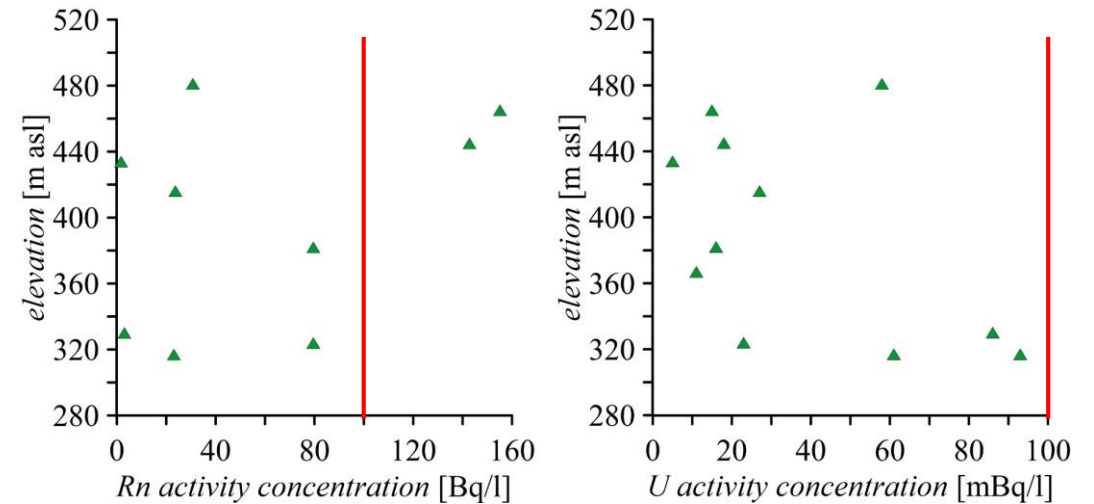 520
480
440
400
360
320
280
elevation [m asl]
0 40 80 120 160
Rn activity concentration [Bq/l]
520
480
440
400
360
320
280
elevation [m asl]
0 20 40 60 80 100
U activity concentration [mBq/l]